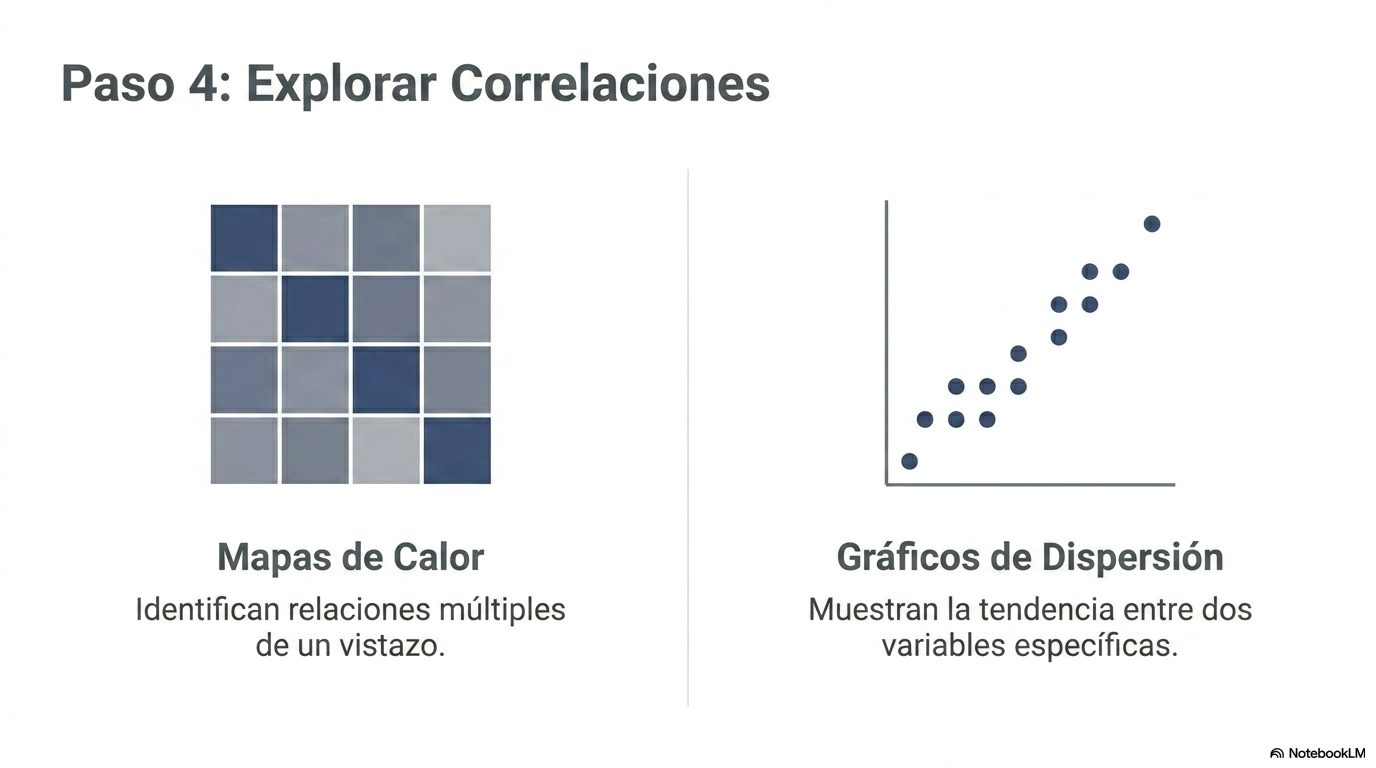 Paso 4: Explorar Correlaciones
Mapas de Calor
Identifican relaciones múltiples
de un vistazo.
Gráficos de Dispersión
Muestran la tendencia entre dos
variables específicas.
NotebookLM